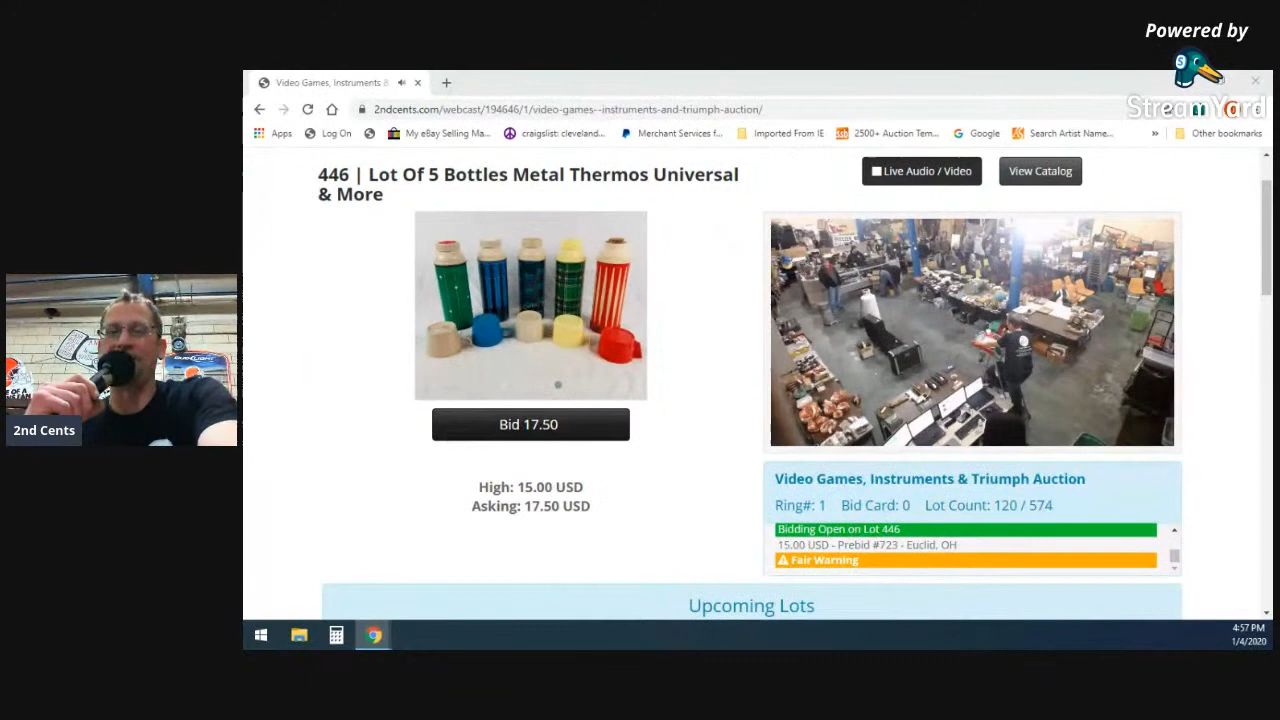 Powered by
StreamYard
Video Games, Instruments &
2ndcents.com/webcast/194646/1/video-games--instruments-and-triumph-auction/
Apps
Log On
My eBay Selling Ma...
craigslist: cleveland...
Merchant Services f...
Imported From IE
2500+ Auction Tem...
Google
Search Artist Name...
»
Other bookmarks
446 | Lot Of 5 Bottles Metal Thermos Universal
& More
Live Audio / Video
View Catalog
Bid 17.50
High: 15.00 USD
Asking: 17.50 USD
2nd Cents
Video Games, Instruments & Triumph Auction
Ring#: 1 Bid Card: 0 Lot Count: 120 / 574
Bidding Open on Lot 446
15.00 USD - Prebid #723 - Euclid, OH
Fair Warning
Upcoming Lots
4:57 PM
1/4/2020